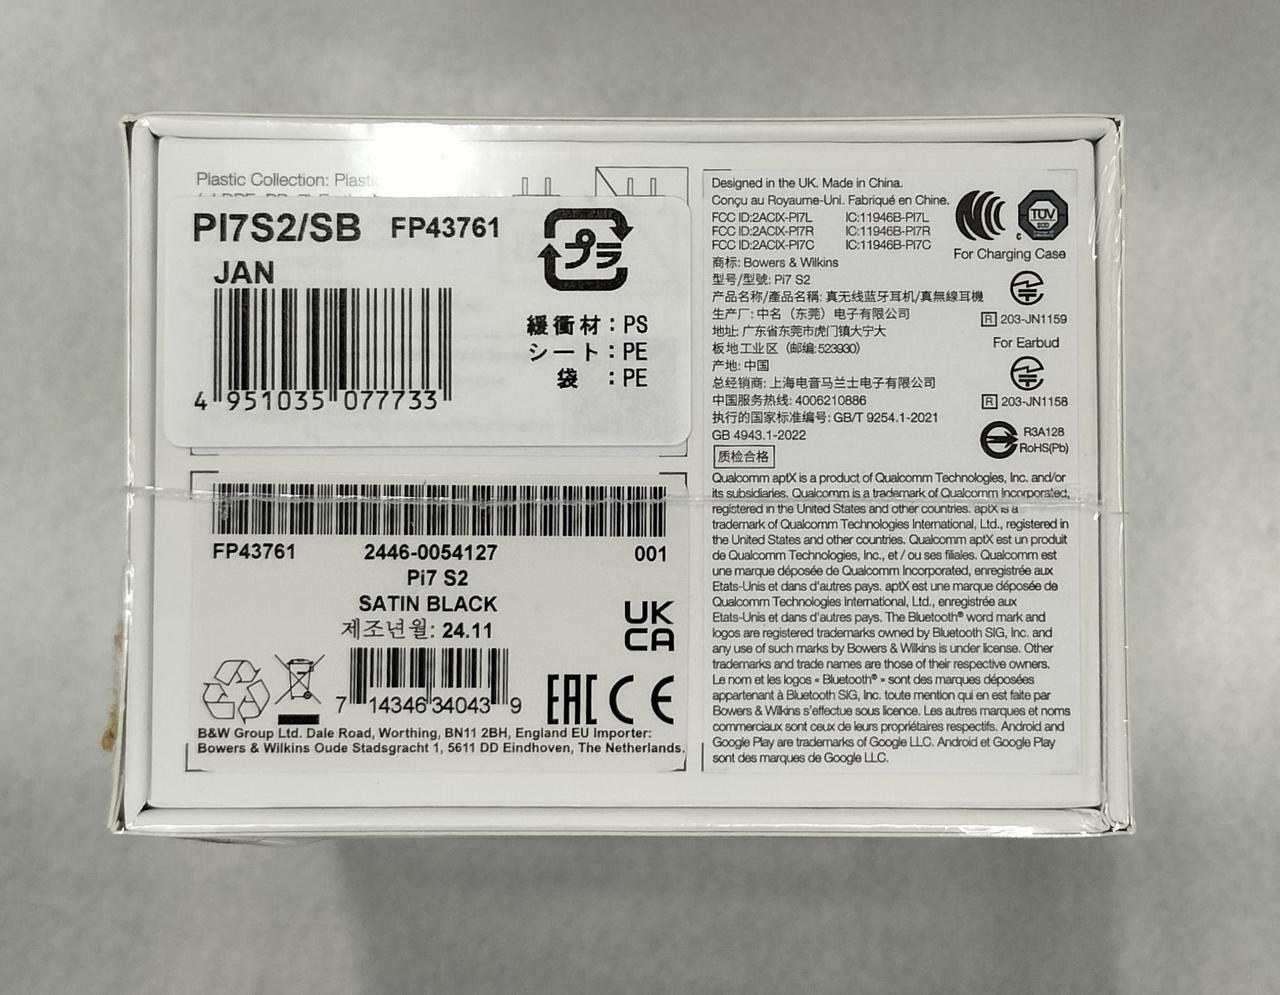 Plastic Collection: Plastic
PI7S2/SB FP43761
JAN
プラ
緩衝材：PS
シート：PE
袋　：PE
4 951035 077733
FP43761 2446-0054127 001
Pi7 S2
SATIN BLACK
제조년월: 24.11
UK
CA
7 14346 34043 9
EAC CE
B&W Group Ltd. Dale Road, Worthing, BN11 2BH, England EU Importer:
Bowers & Wilkins Oude Stadsgracht 1, 5611 DD Eindhoven, The Netherlands.
Designed in the UK. Made in China.
Conçu au Royaume-Uni. Fabriqué en Chine.
FCC ID:2ACIX-PI7L IC:11946B-PI7L
FCC ID:2ACIX-PI7R IC:11946B-PI7R
FCC ID:2ACIX-PI7C IC:11946B-PI7C
商标: Bowers & Wilkins
型号/型號: Pi7 S2
产品名称/產品名稱: 真无线蓝牙耳机/真無線耳機
生产厂: 中名（东莞）电子有限公司
地址: 广东省东莞市虎门镇大宁大
板地工业区（邮编:523930）
产地: 中国
总经销商: 上海电音马兰士电子有限公司
中国服务热线: 4006210886
执行的国家标准编号: GB/T 9254.1-2021
GB 4943.1-2022
质检合格
TÜV
SÜD
c
For Charging Case
R 203-JN1159
For Earbud
R 203-JN1158
R3A128
RoHS(Pb)
Qualcomm aptX is a product of Qualcomm Technologies, Inc. and/or
its subsidiaries. Qualcomm is a trademark of Qualcomm Incorporated,
registered in the United States and other countries. aptX is a
trademark of Qualcomm Technologies International, Ltd., registered in
the United States and other countries. Qualcomm aptX est un produit
de Qualcomm Technologies, Inc., et / ou ses filiales. Qualcomm est
une marque déposée de Qualcomm Incorporated, enregistrée aux
Etats-Unis et dans d'autres pays. aptX est une marque déposée de
Qualcomm Technologies International, Ltd., enregistrée aux
Etats-Unis et dans d'autres pays. The Bluetooth® word mark and
logos are registered trademarks owned by Bluetooth SIG, Inc. and
any use of such marks by Bowers & Wilkins is under license. Other
trademarks and trade names are those of their respective owners.
Le nom et les logos « Bluetooth® » sont des marques déposées
appartenant à Bluetooth SIG, Inc. toute mention qui en est faite par
Bowers & Wilkins s'effectue sous licence. Les autres marques et noms
commerciaux sont ceux de leurs propriétaires respectifs. Android and
Google Play are trademarks of Google LLC. Android et Google Play
sont des marques de Google LLC.